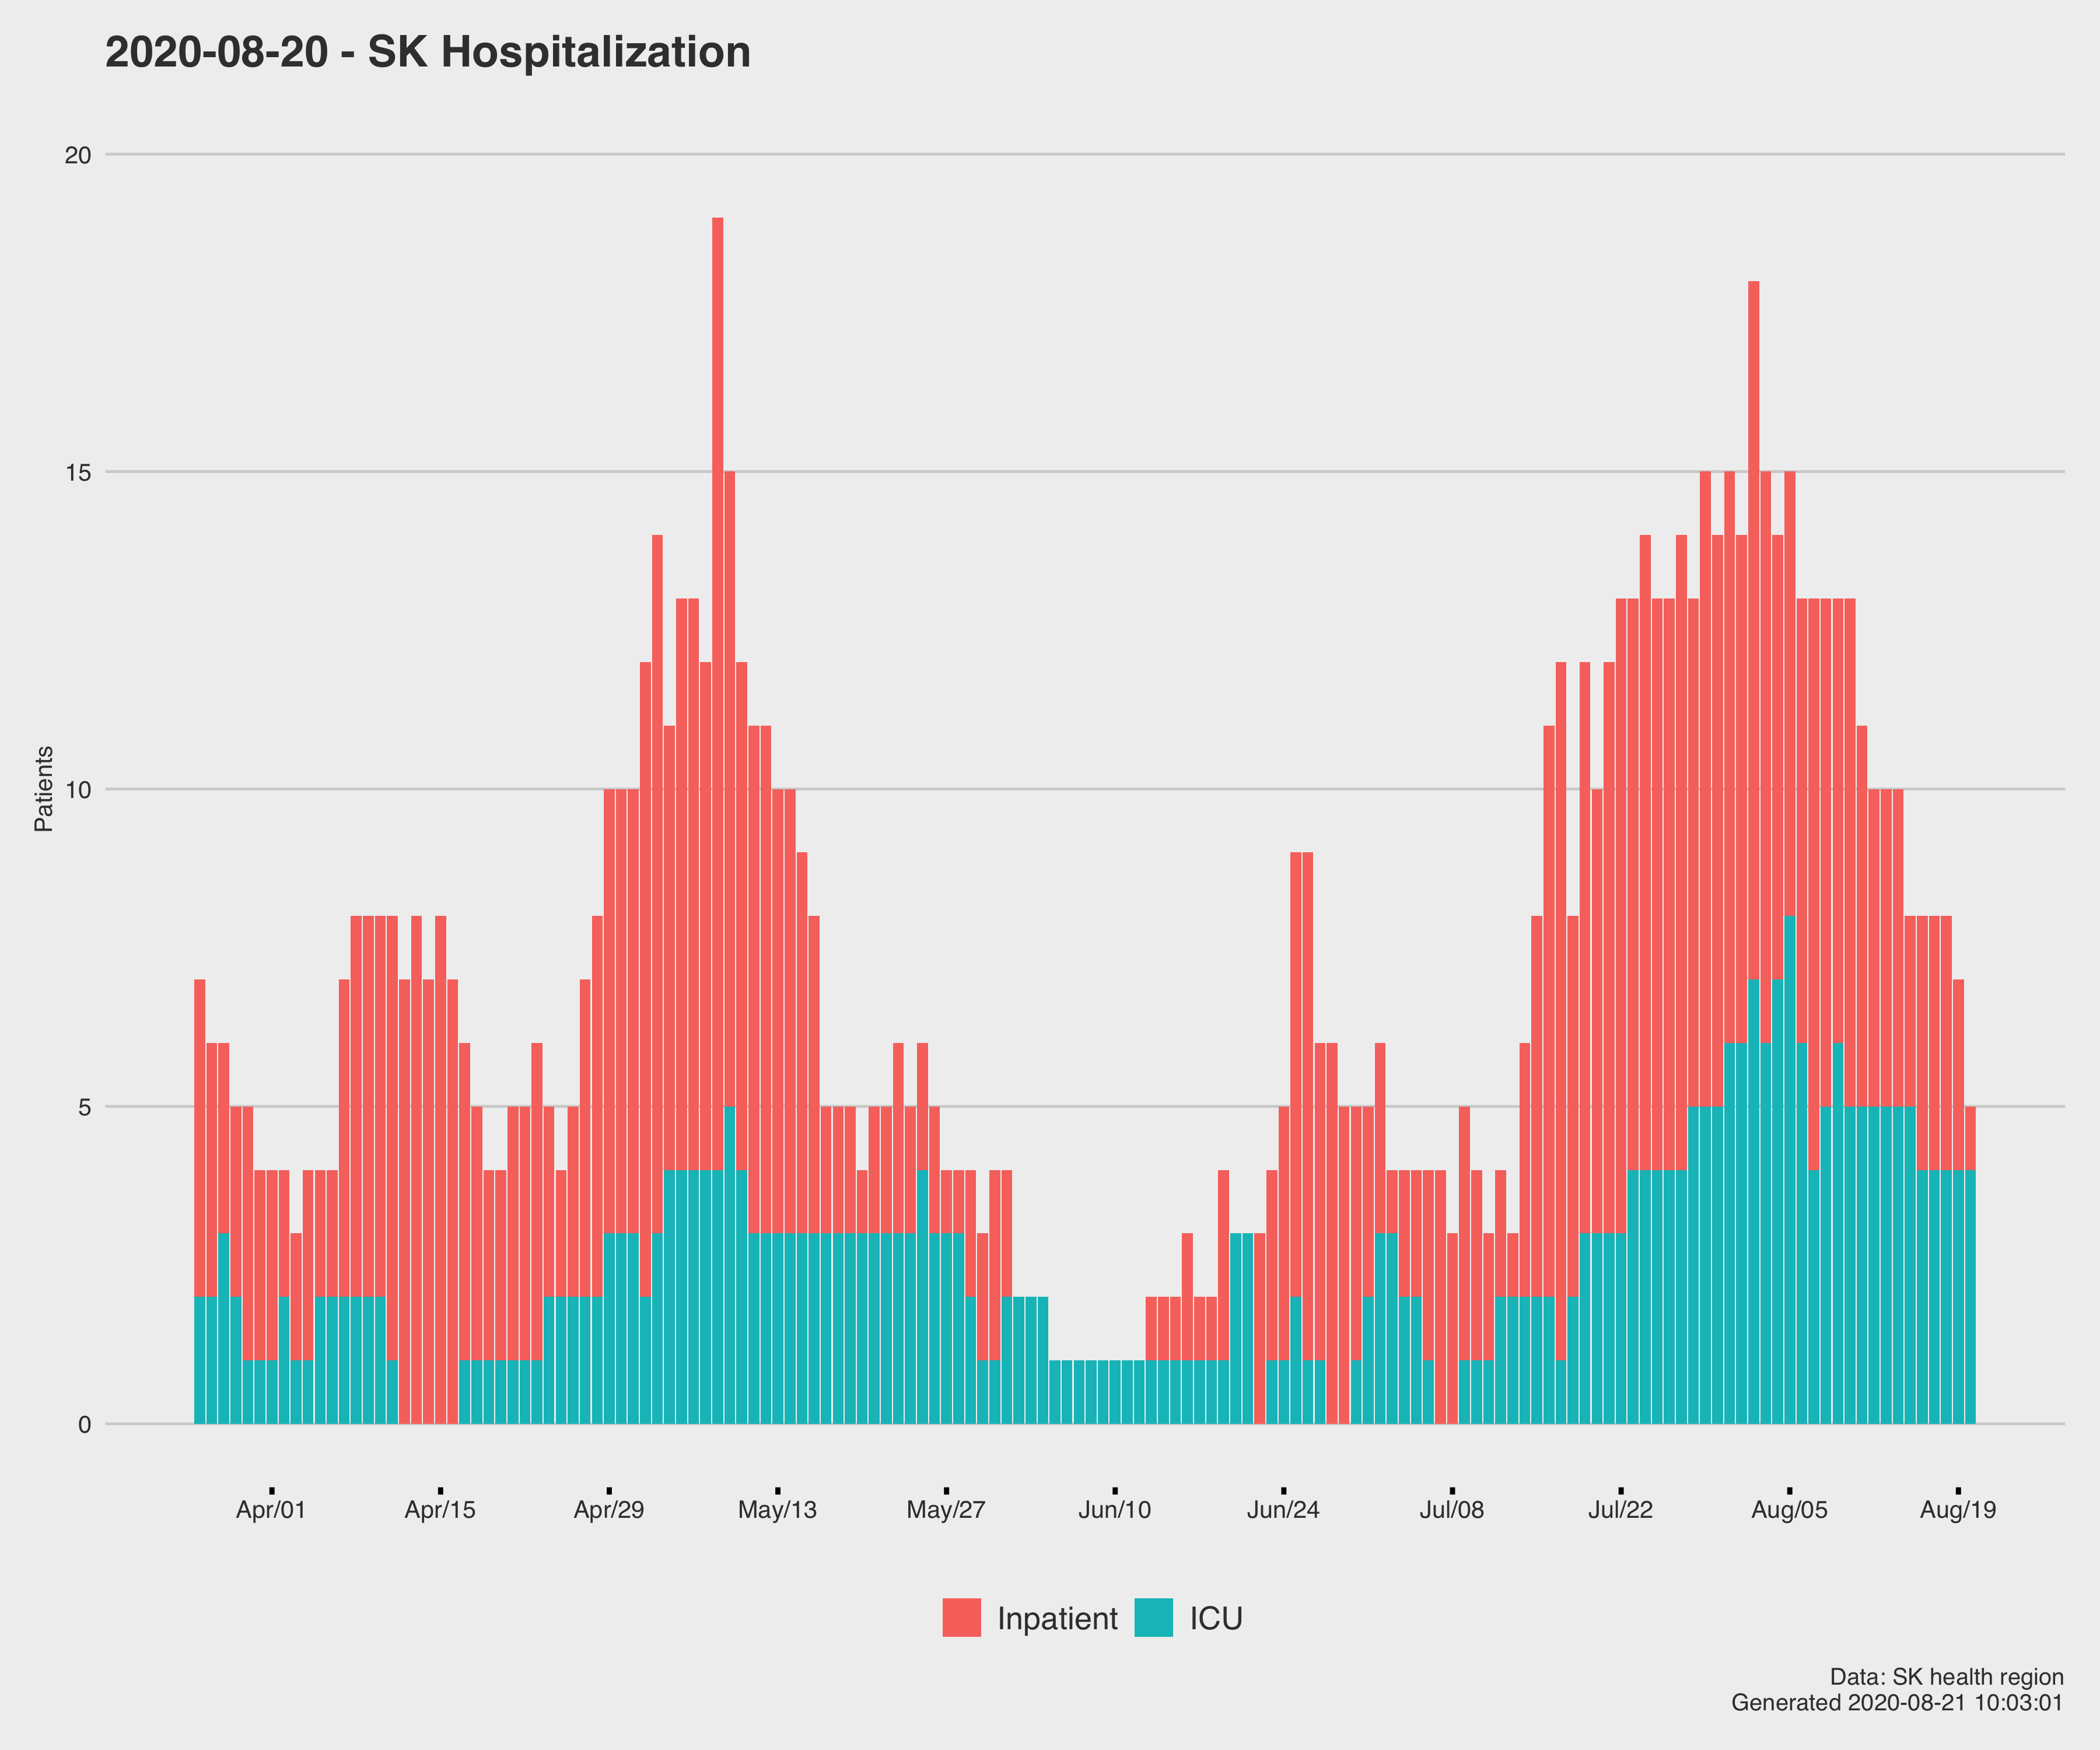 2020-08-20 - SK Hospitalization
20
15
10
5
0
Patients
Apr/01 Apr/15 Apr/29 May/13 May/27 Jun/10 Jun/24 Jul/08 Jul/22 Aug/05 Aug/19
Inpatient ICU
Data: SK health region
Generated 2020-08-21 10:03:01